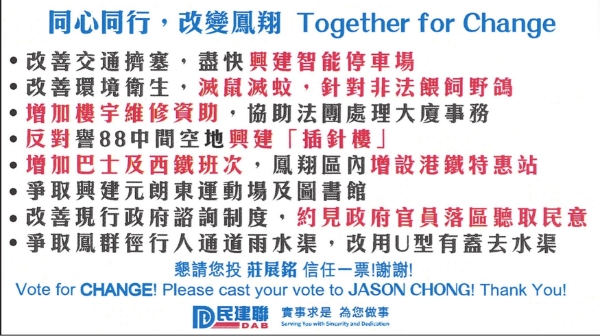 同心同行，改變鳳翔 Together for Change
•改善交通擠塞，盡快興建智能停車場
•改善環境衛生，滅鼠滅蚊，針對非法餵飼野鴿
•增加樓宇維修資助，協助法團處理大廈事務
•反對譽88中間空地興建「插針樓」
•增加巴士及西鐵班次，鳳翔區內增設港鐵特惠站
•爭取興建元朗東運動場及圖書館
•改善現行政府諮詢制度，約見政府官員落區聽取民意
•爭取鳳群徑行人通道雨水渠，改用U型有蓋去水渠
懇請您投 莊展銘 信任一票!謝謝!
Vote for CHANGE! Please cast your vote to JASON CHONG! Thank You!
民建聯 DAB 實事求是 為您做事
Serving You with Sincerity and Dedication